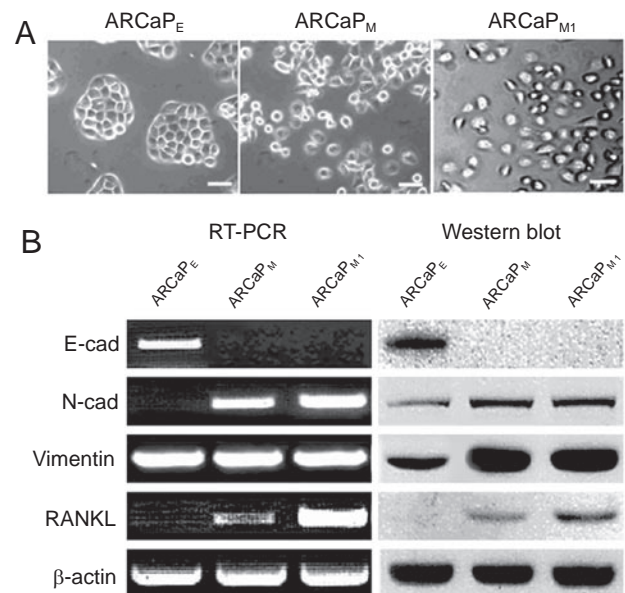 A
ARCaPE ARCaPM ARCaPM1
B
RT-PCR Western blot
ARCaPE ARCaPM ARCaPM1 ARCaPE ARCaPM ARCaPM1
E-cad
N-cad
Vimentin
RANKL
β-actin